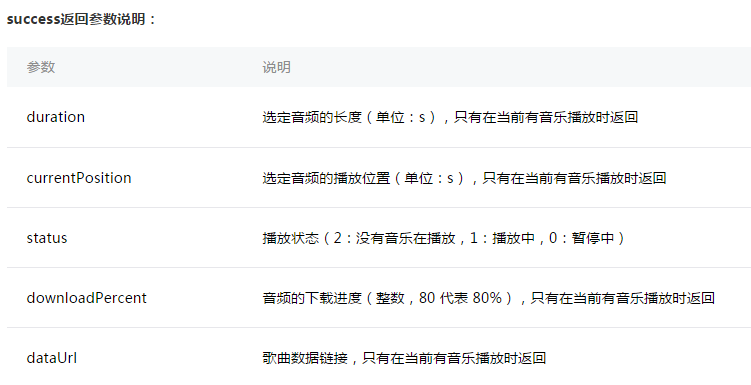 success返回参数说明：
参数 说明
duration 选定音频的长度（单位：s），只有在当前有音乐播放时返回
currentPosition 选定音频的播放位置（单位：s），只有在当前有音乐播放时返回
status 播放状态（2：没有音乐在播放，1：播放中，0：暂停中）
downloadPercent 音频的下载进度（整数，80 代表 80%），只有在当前有音乐播放时返回
dataUrl 歌曲数据链接，只有在当前有音乐播放时返回